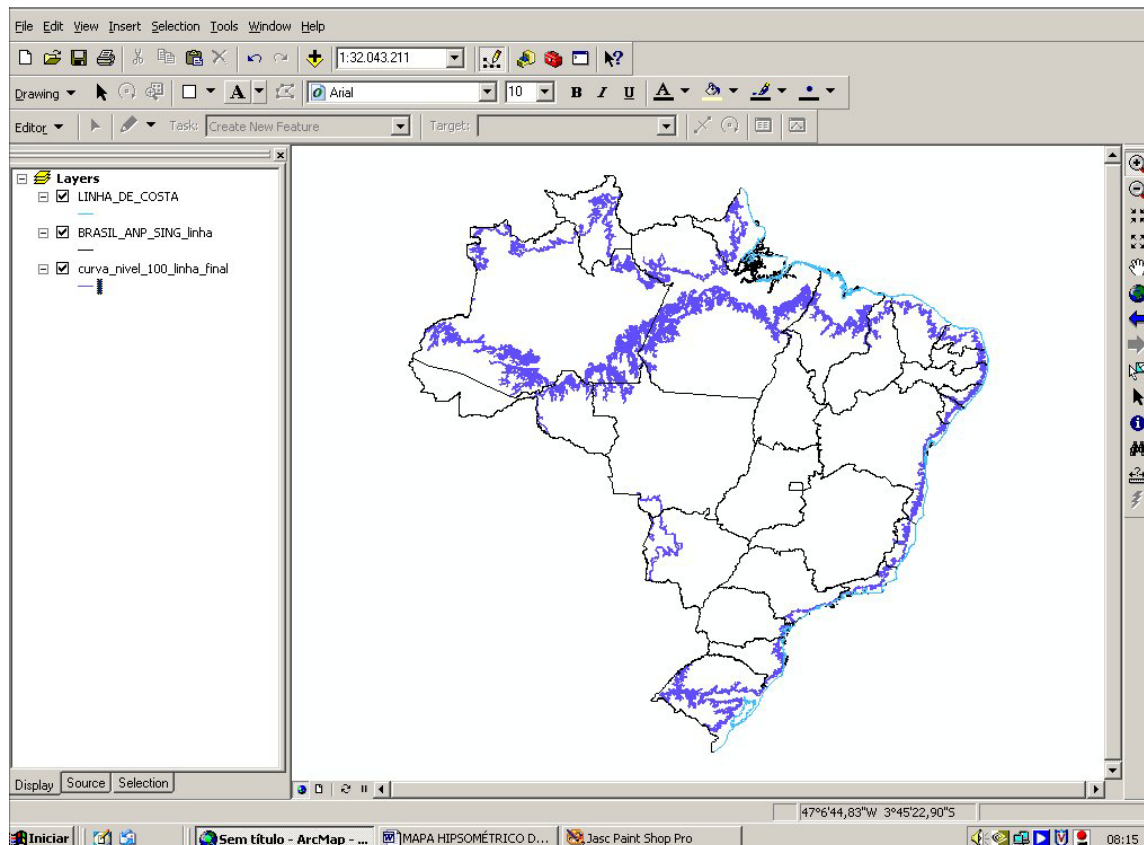 File Edit View Insert Selection Tools Window Help
1:32.043.211
Drawing A Arial 10 B I U A
Editor Task: Create New Feature Target:
Layers
LINHA_DE_COSTA
BRASIL_ANP_SING_linha
curva_nivel_100_linha_final
Display Source Selection
47°6'44,83"W 3°45'22,90"S
Iniciar Sem título - ArcMap - ... MAPA HIPSOMÉTRICO D... Jasc Paint Shop Pro 08:15